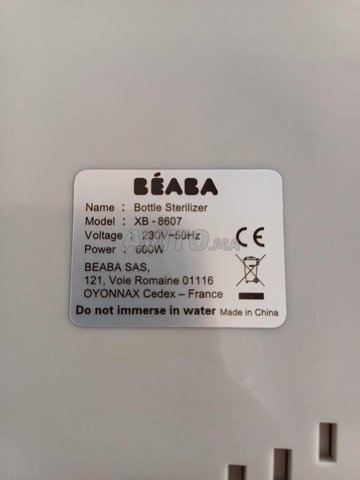 BÉABA
Name : Bottle Sterilizer
Model : XB - 8607
Voltage : 230V~50Hz
Power : 600W
CE
BEABA SAS,
121, Voie Romaine 01116
OYONNAX Cedex – France
Do not immerse in water Made in China